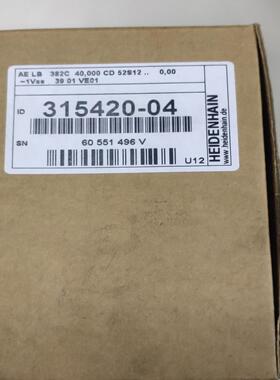 AE LB 382C 40,000 CD 52S12 .. 0,00
~1Vss 39 01 VE01
ID 315420-04
SN 60 551 496 V
U12
HEIDENHAIN
www.heidenhain.de